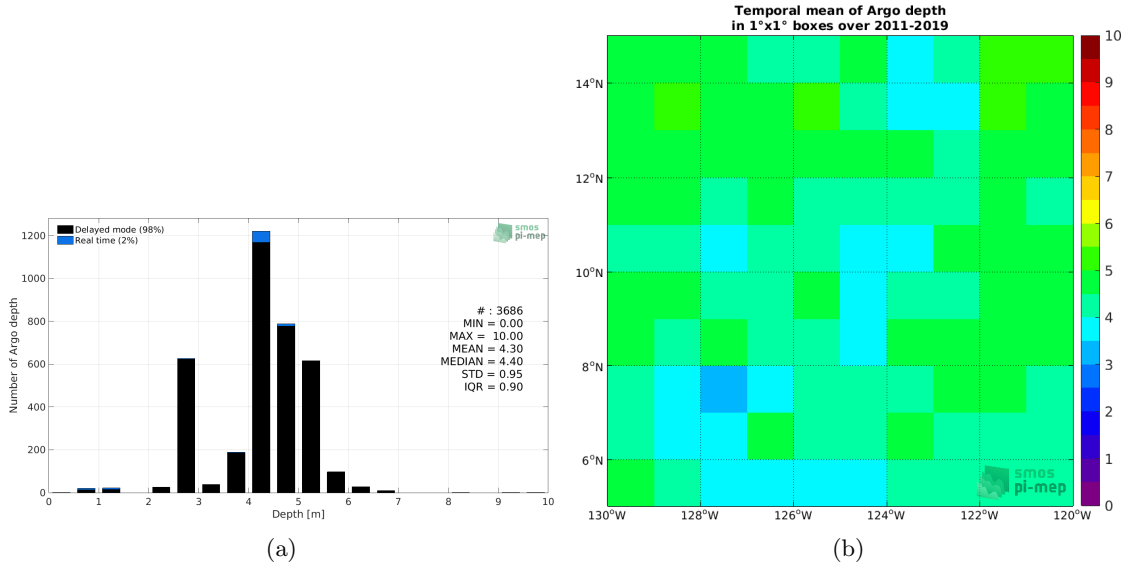 Delayed mode (98%)
Real time (2%)
smos
pi-mep
# : 3686
MIN = 0.00
MAX = 10.00
MEAN = 4.30
MEDIAN = 4.40
STD = 0.95
IQR = 0.90
Number of Argo depth
1200
1000
800
600
400
200
0
0 1 2 3 4 5 6 7 8 9 10
Depth [m]
(a)
Temporal mean of Argo depth
in 1°x1° boxes over 2011-2019
14°N
12°N
10°N
8°N
6°N
130°W 128°W 126°W 124°W 122°W 120°W
smos
pi-mep
10
9
8
7
6
5
4
3
2
1
0
(b)